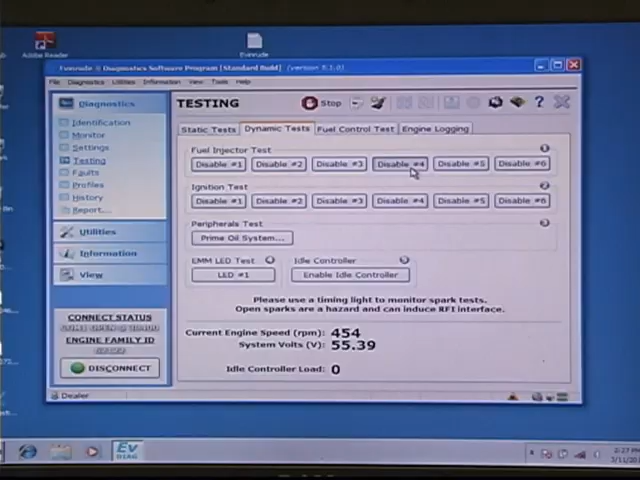 Adobe Reader
Evinrude
Evinrude ® Diagnostics Software Program [Standard Build] (version 5.1.0)
File Diagnostics Utilities Information View Tools Help
Diagnostics
TESTING
Stop
Identification
Monitor
Settings
Testing
Faults
Profiles
History
Report...
Utilities
Information
View
Static Tests Dynamic Tests Fuel Control Test Engine Logging
Fuel Injector Test
Disable #1 Disable #2 Disable #3 Disable #4 Disable #5 Disable #6
Ignition Test
Disable #1 Disable #2 Disable #3 Disable #4 Disable #5 Disable #6
Peripherals Test
Prime Oil System...
EMM LED Test Idle Controller
LED #1 Enable Idle Controller
Please use a timing light to monitor spark tests.
Open sparks are a hazard and can induce RFI interface.
CONNECT STATUS
ENGINE FAMILY ID
DISCONNECT
Current Engine Speed (rpm): 454
System Volts (V): 55.39
Idle Controller Load: 0
Dealer
Ev
DIAG
2:27 PM